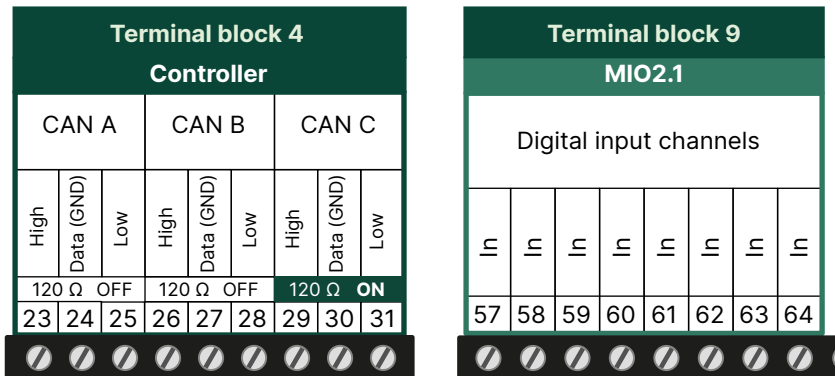 Terminal block 4
Controller
CAN A CAN B CAN C
High Data (GND) Low High Data (GND) Low High Data (GND) Low
120 Ω OFF 120 Ω OFF 120 Ω ON
23 24 25 26 27 28 29 30 31
Terminal block 9
MIO2.1
Digital input channels
In In In In In In In In
57 58 59 60 61 62 63 64